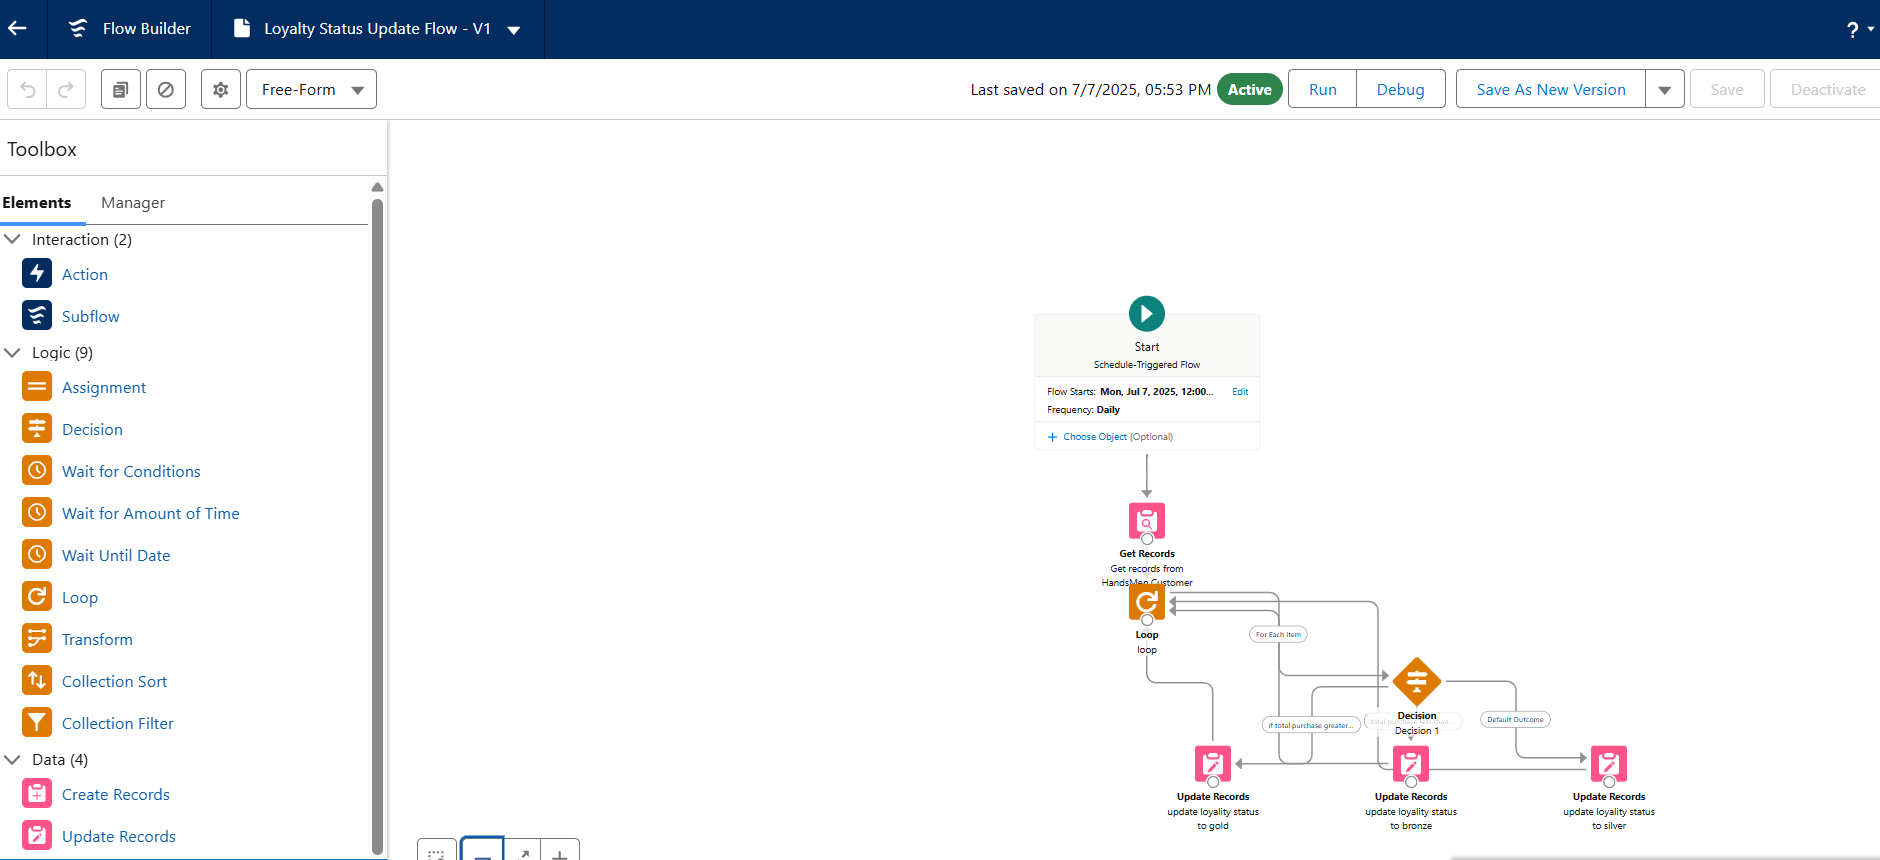 Flow Builder
Loyalty Status Update Flow - V1
?
Free-Form
Last saved on 7/7/2025, 05:53 PM
Active
Run
Debug
Save As New Version
Save
Deactivate
Toolbox
Elements
Manager
Interaction (2)
Action
Subflow
Logic (9)
Assignment
Decision
Wait for Conditions
Wait for Amount of Time
Wait Until Date
Loop
Transform
Collection Sort
Collection Filter
Data (4)
Create Records
Update Records
Start
Schedule-Triggered Flow
Flow Starts: Mon, Jul 7, 2025, 12:00... Edit
Frequency: Daily
Choose Object (Optional)
Get Records
Get records from
HandsMen Customer
Loop
loop
For Each Item
if total purchase greater...
total purchase less than ...
Default Outcome
Decision
Decision 1
Update Records
update loyality status
to gold
Update Records
update loyality status
to bronze
Update Records
update loyality status
to silver